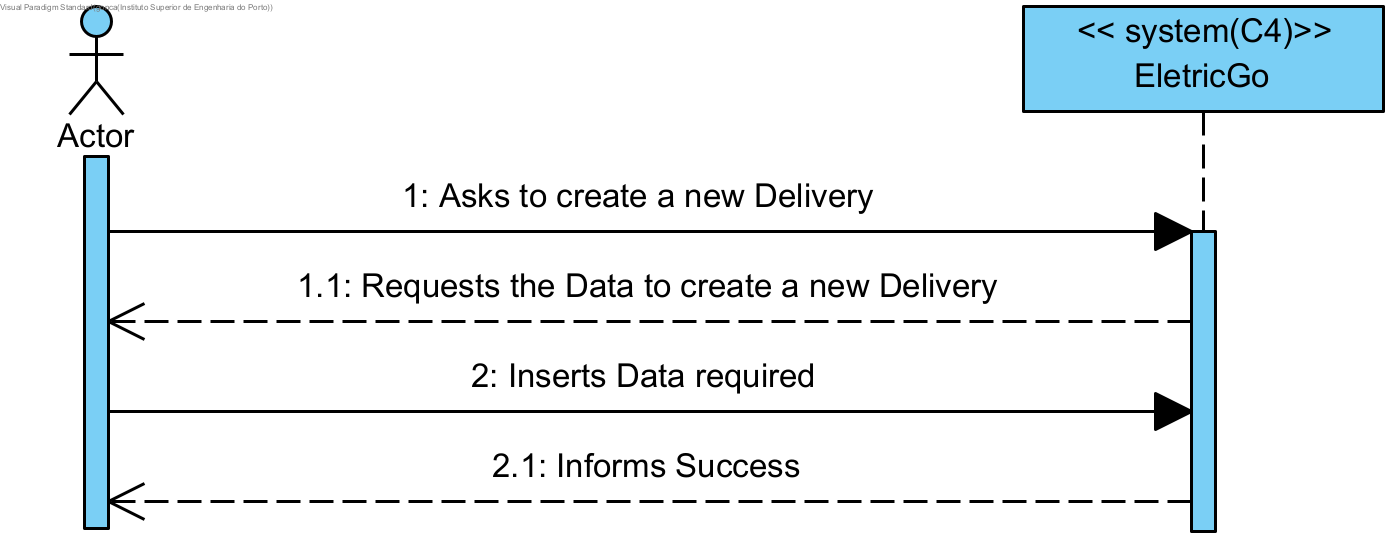 Visual Paradigm Standard (Instituto Superior de Engenharia do Porto))
<< system(C4)>>
EletricGo
Actor
1: Asks to create a new Delivery
1.1: Requests the Data to create a new Delivery
2: Inserts Data required
2.1: Informs Success